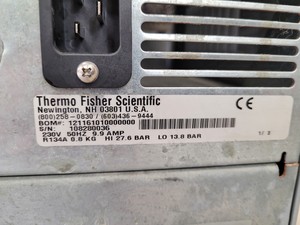 Thermo Fisher Scientific
Newington, NH 03801 U.S.A.
(800)258-0830 / (603)436-9444
BOM#: 121161010000000
S/N: 108280036
230V 50HZ 9.9 AMP
R134A 0.8 KG HI 27.6 BAR LO 13.8 BAR
CE